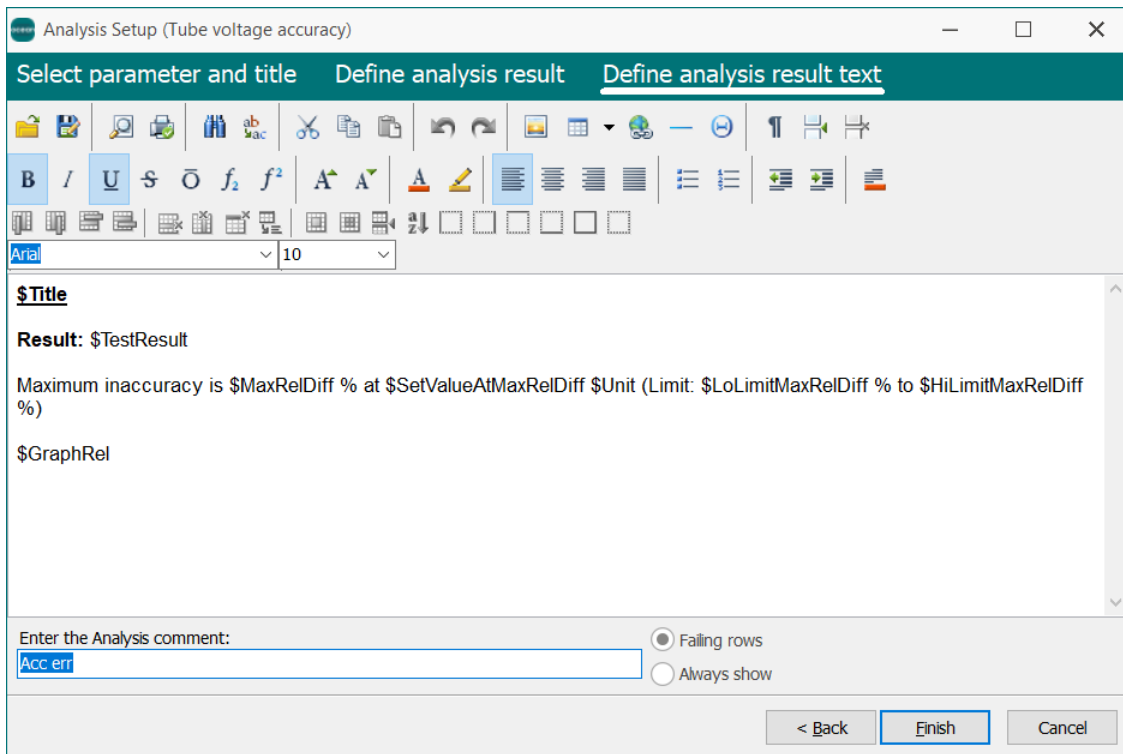 Analysis Setup (Tube voltage accuracy)
Select parameter and title Define analysis result Define analysis result text
B I U S O f2 f2 A A A
Arial 10
$Title
Result: $TestResult
Maximum inaccuracy is $MaxRelDiff % at $SetValueAtMaxRelDiff $Unit (Limit: $LoLimitMaxRelDiff % to $HiLimitMaxRelDiff
%)
$GraphRel
Enter the Analysis comment:
Acc err
Failing rows
Always show
< Back Finish Cancel